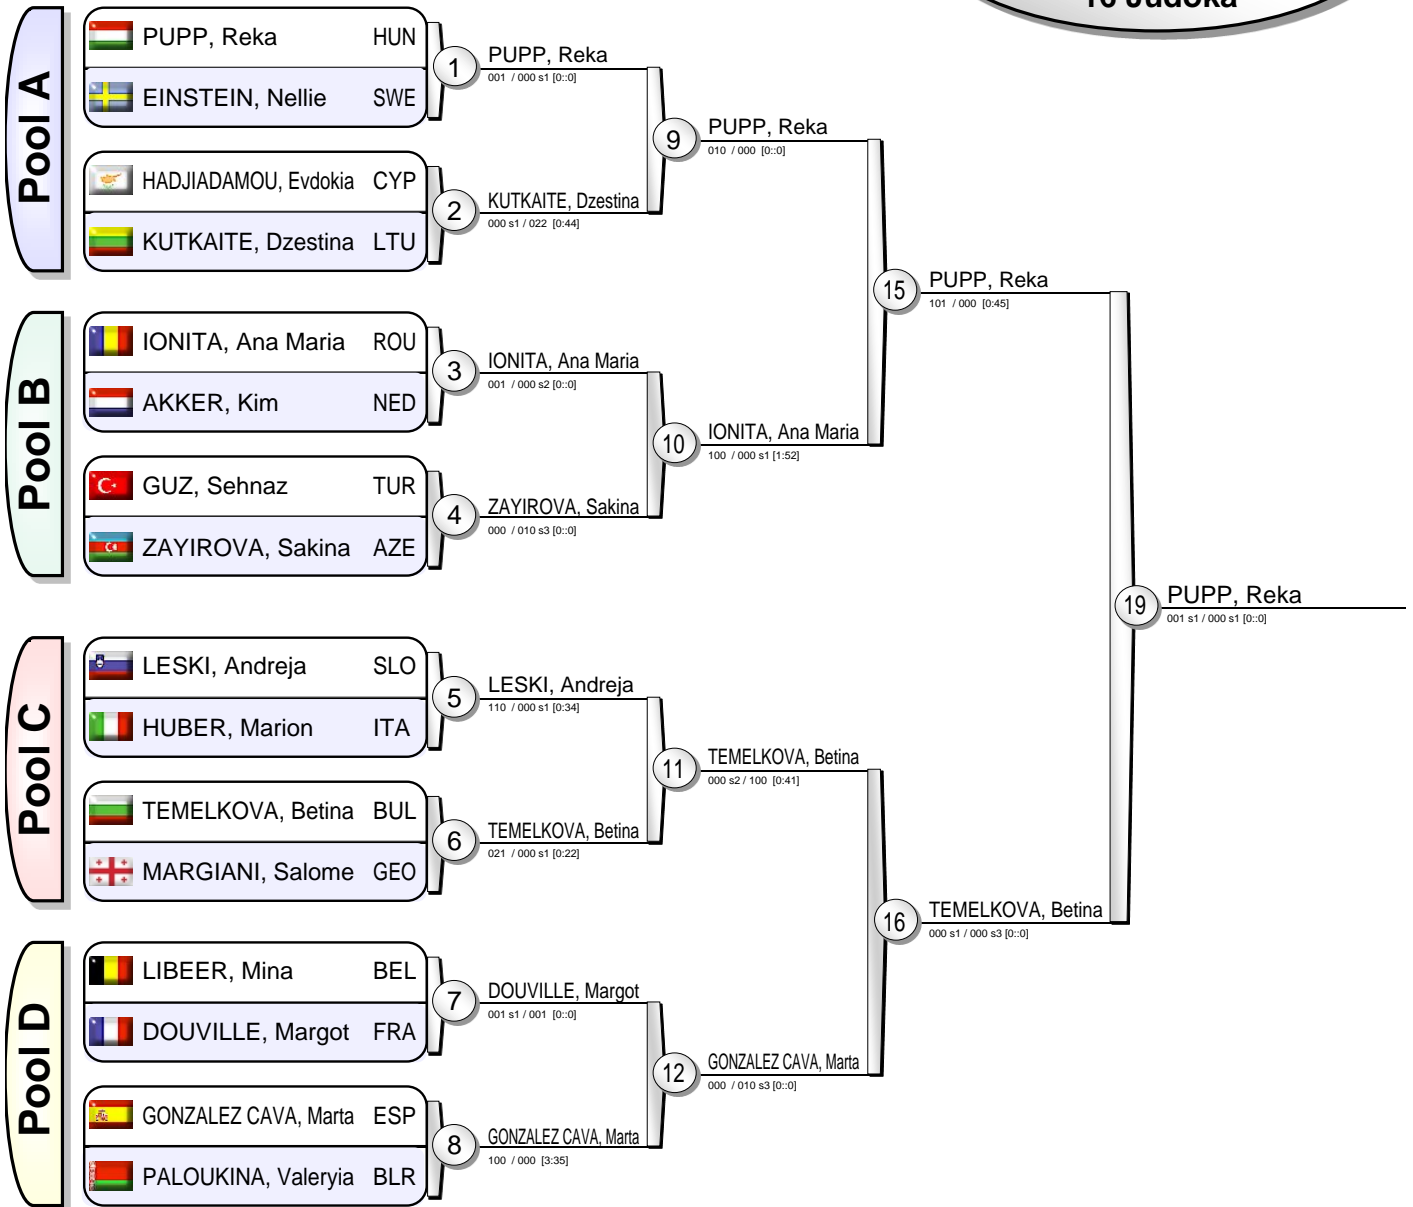 16 Judoka
Pool A
PUPP, Reka HUN
EINSTEIN, Nellie SWE
HADJIADAMOU, Evdokia CYP
KUTKAITE, Dzestina LTU
Pool B
IONITA, Ana Maria ROU
AKKER, Kim NED
GUZ, Sehnaz TUR
ZAYIROVA, Sakina AZE
Pool C
LESKI, Andreja SLO
HUBER, Marion ITA
TEMELKOVA, Betina BUL
MARGIANI, Salome GEO
Pool D
LIBEER, Mina BEL
DOUVILLE, Margot FRA
GONZALEZ CAVA, Marta ESP
PALOUKINA, Valeryia BLR
1
PUPP, Reka
001 / 000 s1 [0::0]
2
KUTKAITE, Dzestina
000 s1 / 022 [0:44]
3
IONITA, Ana Maria
001 / 000 s2 [0::0]
4
ZAYIROVA, Sakina
000 / 010 s3 [0::0]
5
LESKI, Andreja
110 / 000 s1 [0:34]
6
TEMELKOVA, Betina
021 / 000 s1 [0:22]
7
DOUVILLE, Margot
001 s1 / 001 [0::0]
8
GONZALEZ CAVA, Marta
100 / 000 [3:35]
9
PUPP, Reka
010 / 000 [0::0]
10
IONITA, Ana Maria
100 / 000 s1 [1:52]
11
TEMELKOVA, Betina
000 s2 / 100 [0:41]
12
GONZALEZ CAVA, Marta
000 / 010 s3 [0::0]
15
PUPP, Reka
101 / 000 [0:45]
16
TEMELKOVA, Betina
000 s1 / 000 s3 [0::0]
19
PUPP, Reka
001 s1 / 000 s1 [0::0]